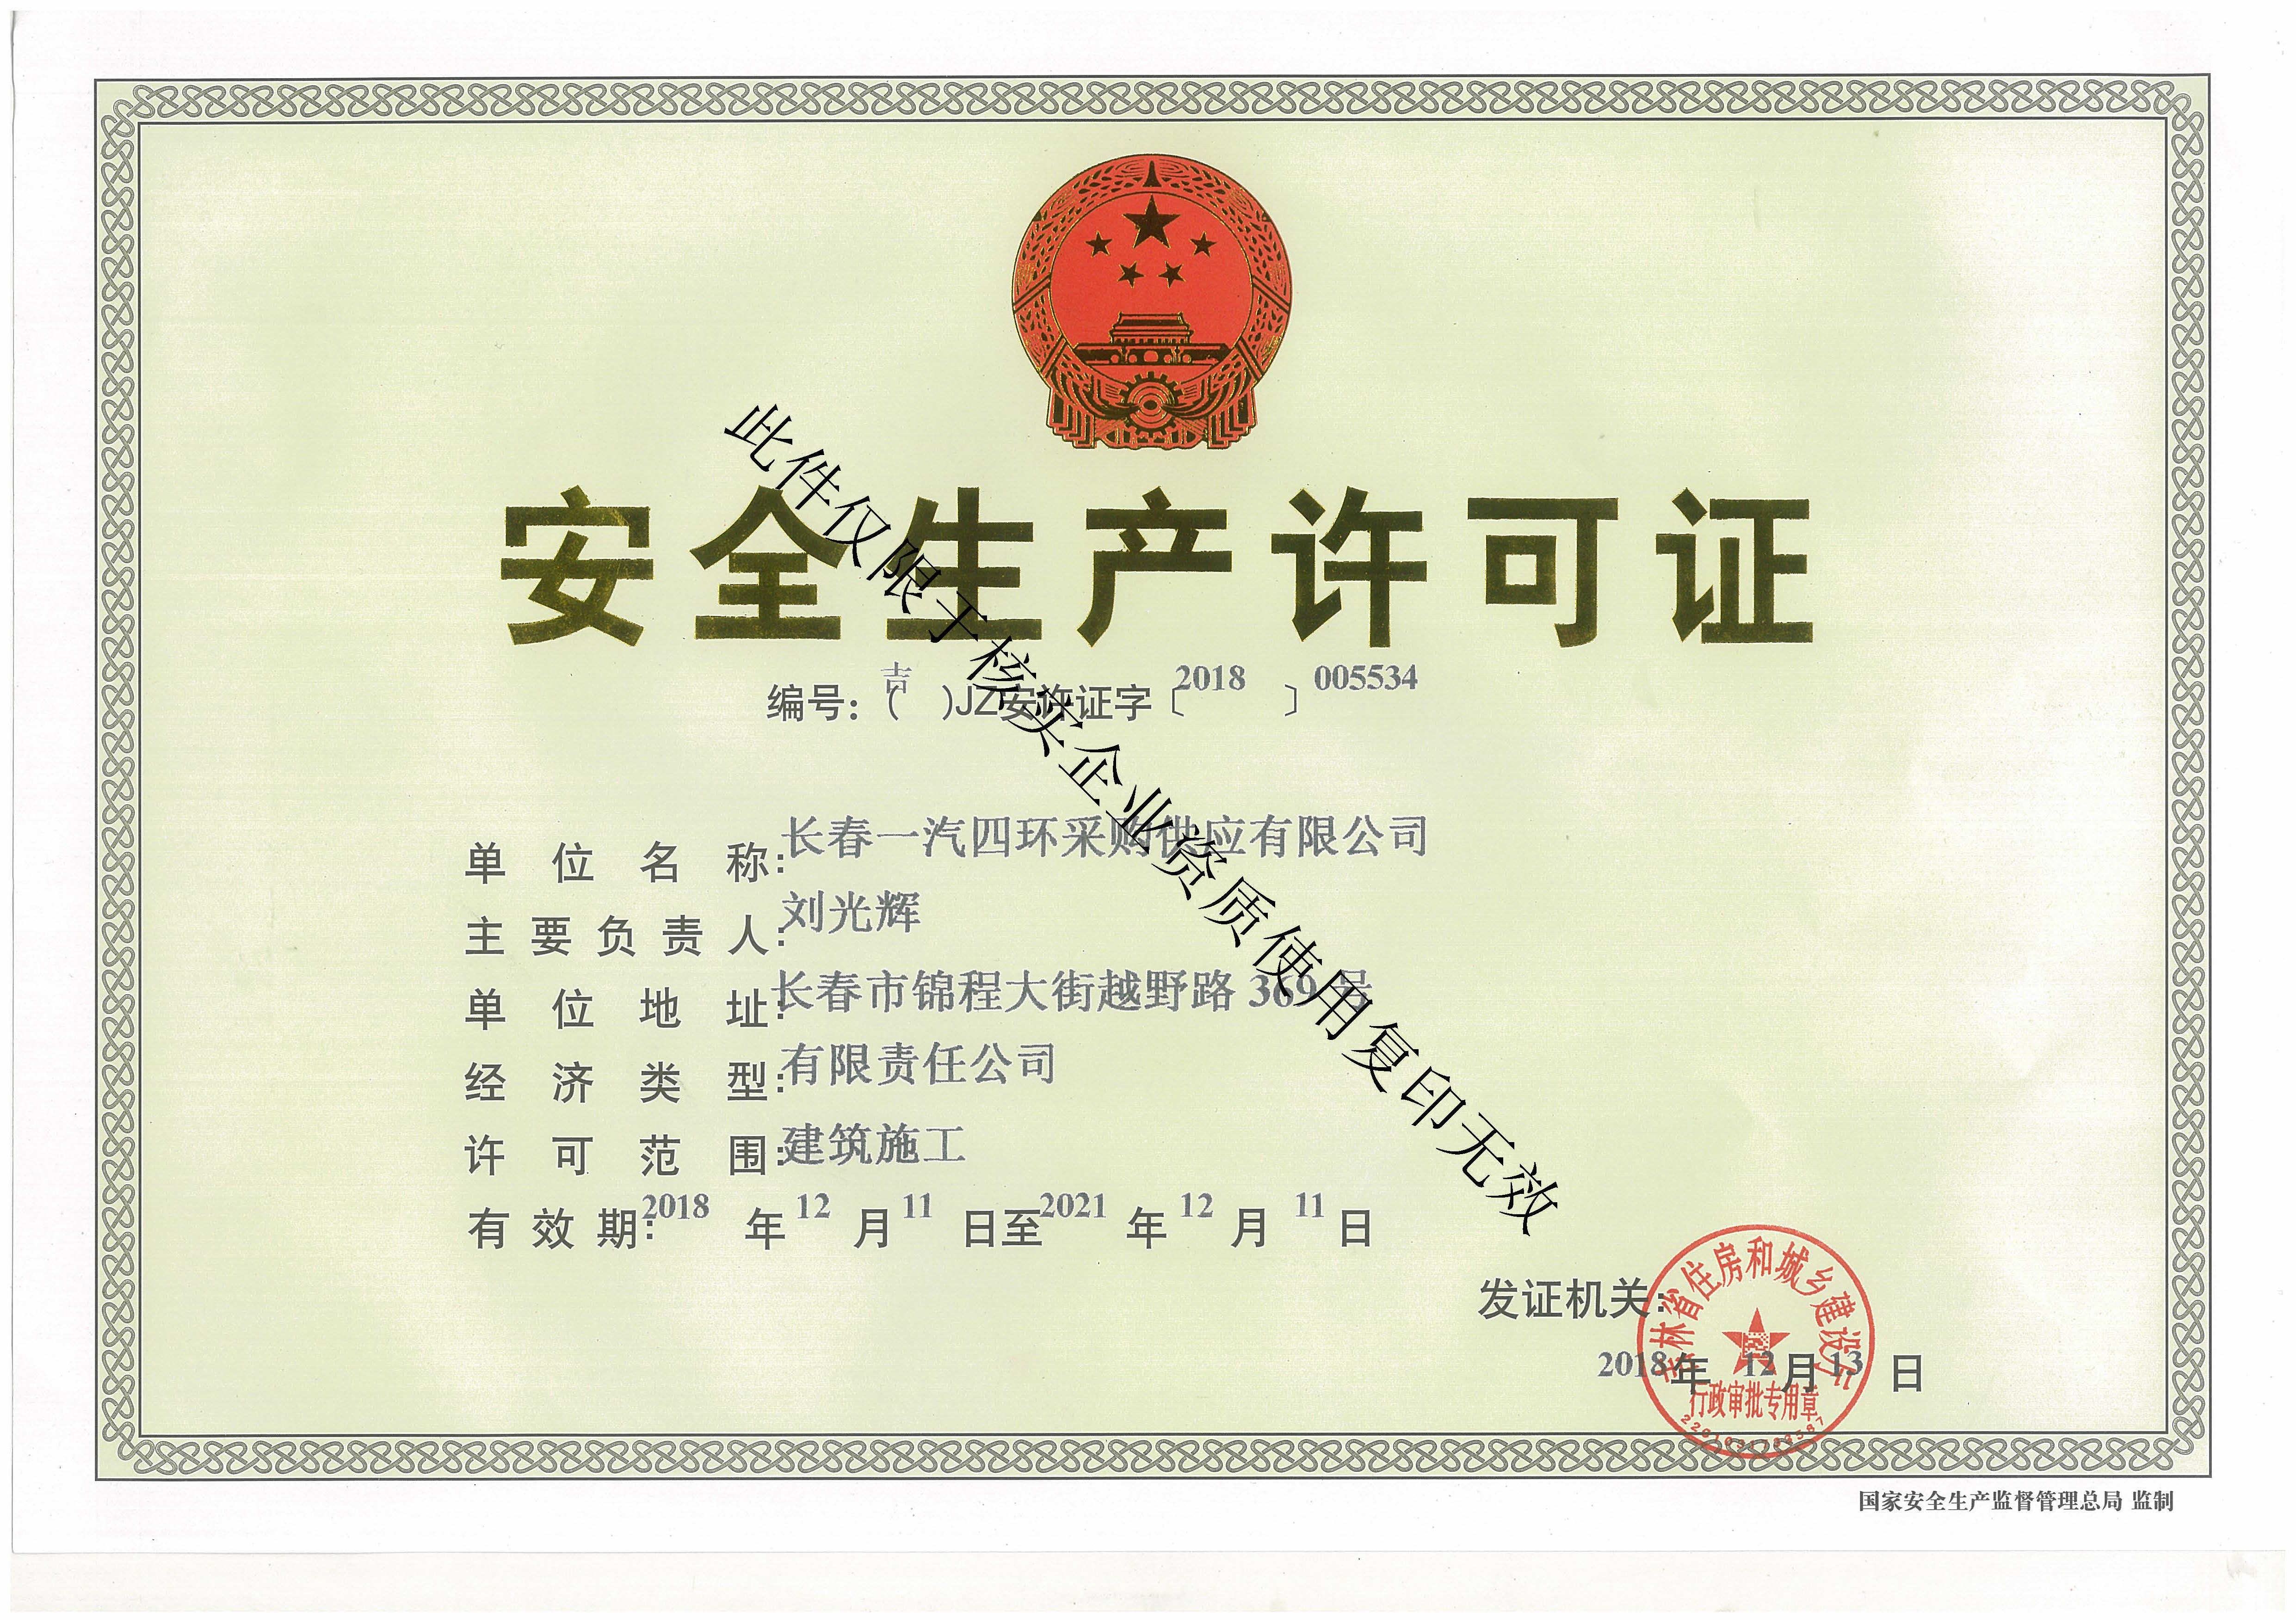 安全生产许可证
编号：(吉)JZ安许证字〔2018〕005534
单位名称：长春一汽四环采购供应有限公司
主要负责人：刘光辉
单位地址：长春市锦程大街越野路369号
经济类型：有限责任公司
许可范围：建筑施工
有效期：2018年12月11日至2021年12月11日
发证机关：
吉林省住房和城乡建设厅
行政审批专用章
2018年12月13日
国家安全生产监督管理总局 监制
此件仅限于核实企业资质使用复印无效